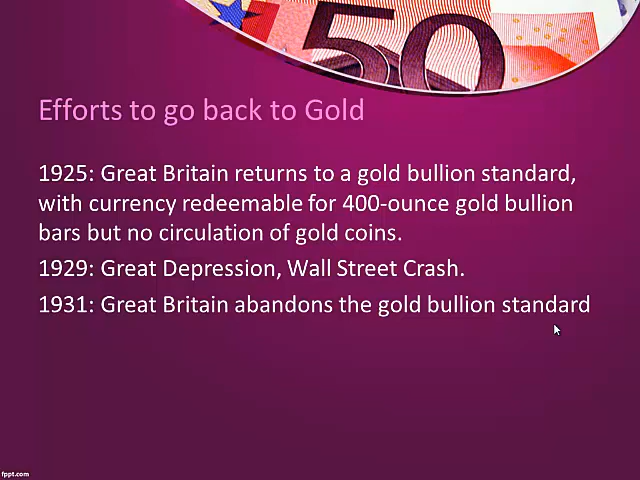 50
Efforts to go back to Gold
1925: Great Britain returns to a gold bullion standard,
with currency redeemable for 400-ounce gold bullion
bars but no circulation of gold coins.
1929: Great Depression, Wall Street Crash.
1931: Great Britain abandons the gold bullion standard
fppt.com